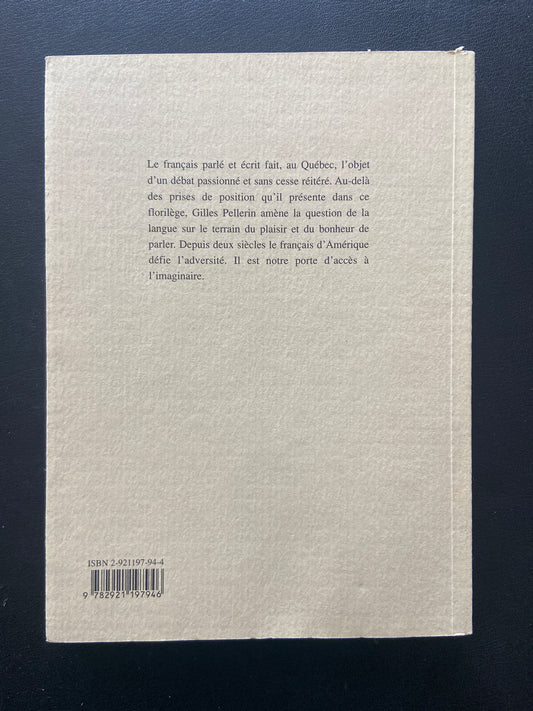 Le français parlé et écrit fait, au Québec, l'objet
d'un débat passionné et sans cesse réitéré. Au-delà
des prises de position qu'il présente dans ce
florilège, Gilles Pellerin amène la question de la
langue sur le terrain du plaisir et du bonheur de
parler. Depuis deux siècles le français d'Amérique
défie l'adversité. Il est notre porte d'accès à
l'imaginaire.
ISBN 2-921197-94-4
9 782921 197946